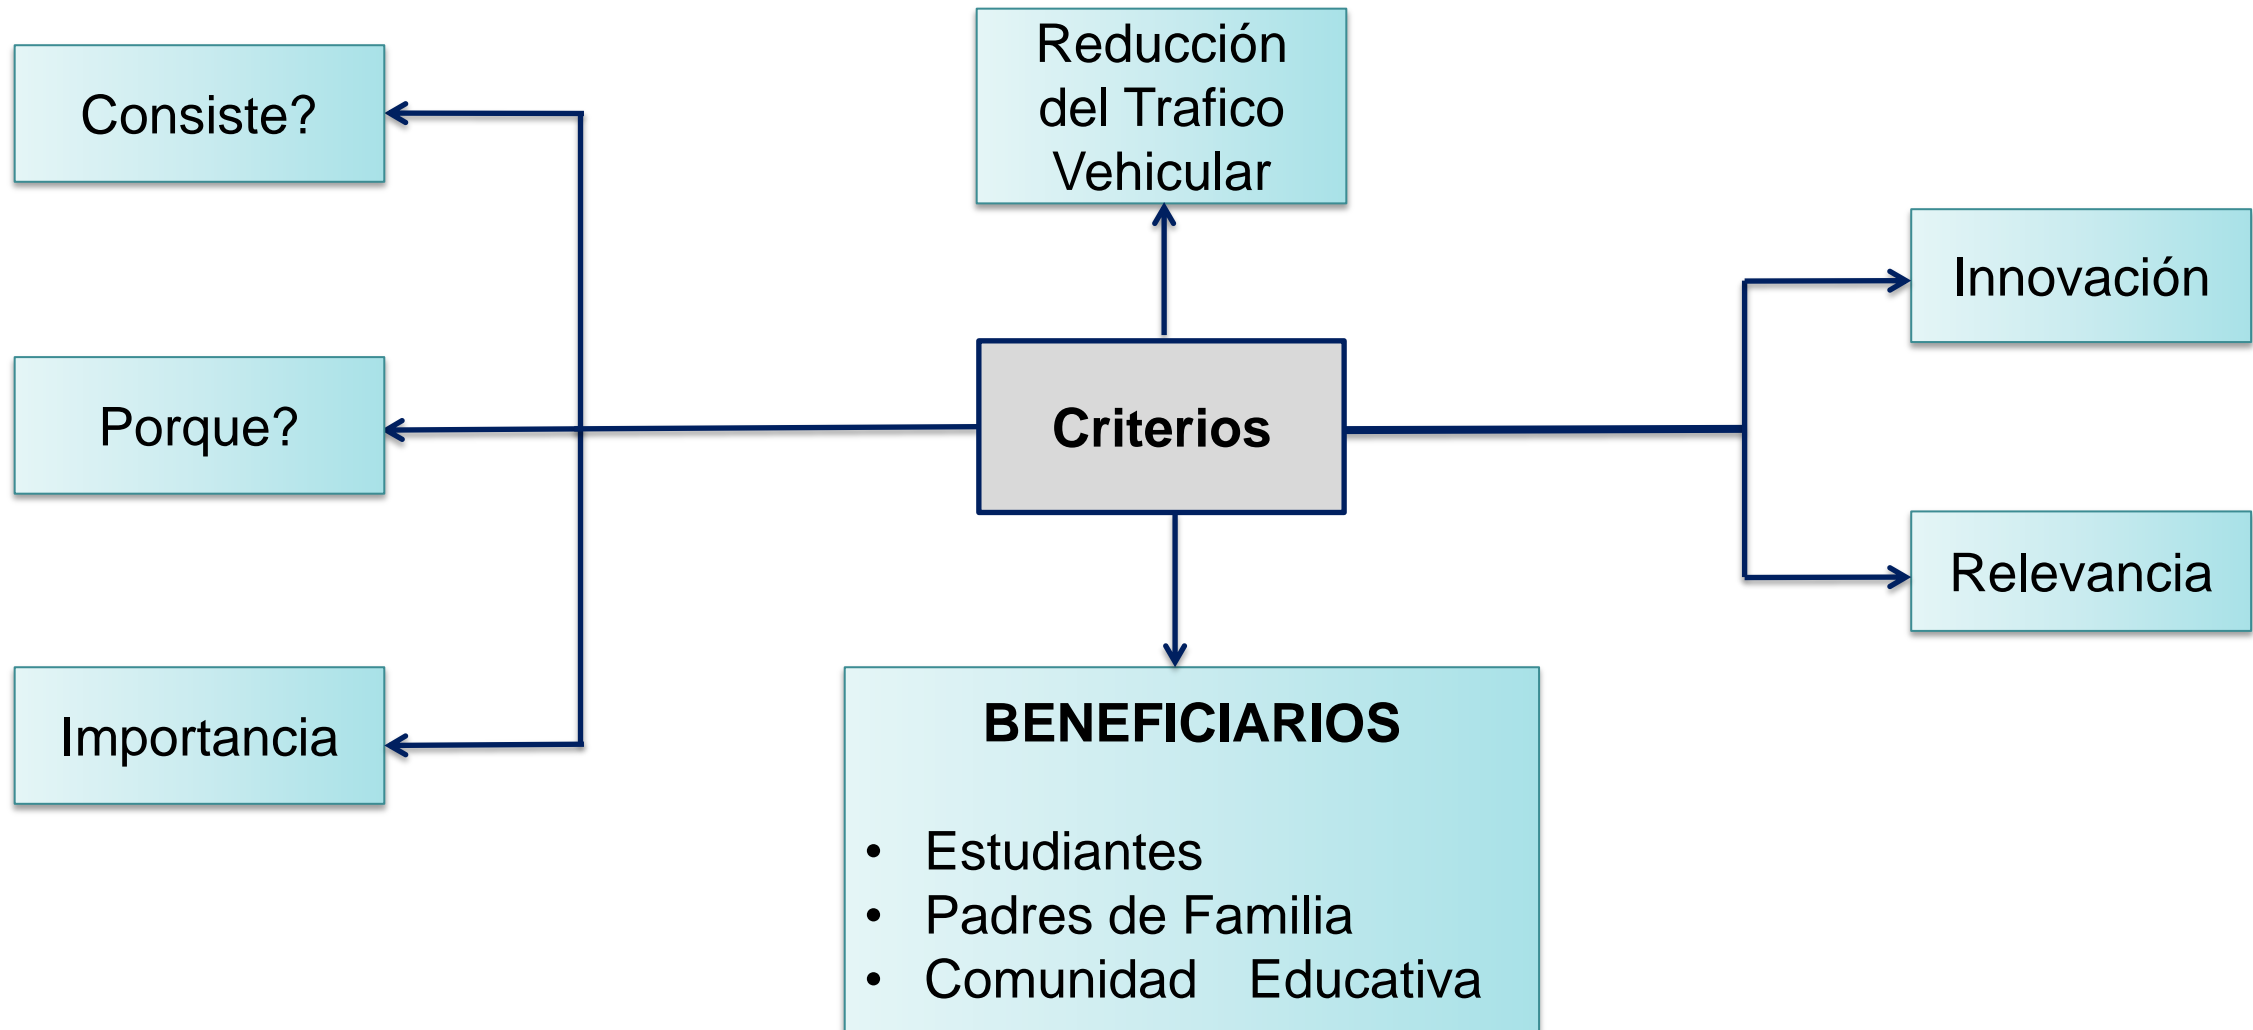 Consiste?
Porque?
Importancia
Reducción
del Trafico
Vehicular
Criterios
BENEFICIARIOS
• Estudiantes
• Padres de Familia
• Comunidad Educativa
Innovación
Relevancia